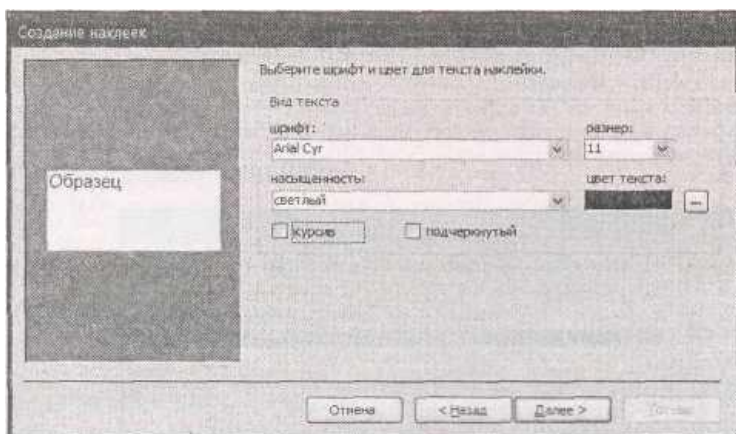 Создание наклеек
Выберите шрифт и цвет для текста наклейки.
Вид текста
шрифт: размер:
Arial Cyr 11
Образец
насыщенность: цвет текста:
светлый ...
курсив подчеркнутый
Отмена < Назад Далее > Готово